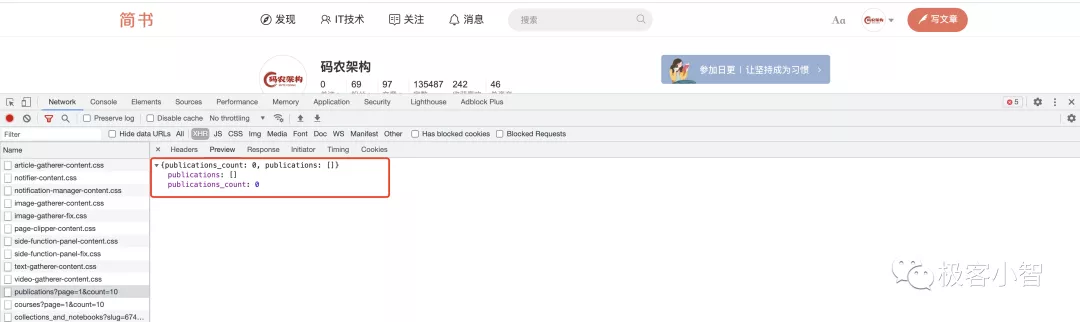 简书 发现 IT技术 关注 消息 搜索 Aa 写文章
码农架构
0 69 97 135487 242 46
参加日更 | 让坚持成为习惯 >
Network Console Elements Sources Performance Memory Application Security Lighthouse Adblock Plus 5
Preserve log Disable cache No throttling
Filter Hide data URLs All XHR JS CSS Img Media Font Doc WS Manifest Other Has blocked cookies Blocked Requests
Name × Headers Preview Response Initiator Timing Cookies
article-gatherer-content.css
notifier-content.css
notification-manager-content.css
image-gatherer-content.css
image-gatherer-fix.css
page-clipper-content.css
side-function-panel-content.css
side-function-panel-fix.css
text-gatherer-content.css
video-gatherer-content.css
publications?page=1&count=10
courses?page=1&count=10
collections_and_notebooks?slug=674...
{publications_count: 0, publications: []}
publications: []
publications_count: 0
极客小智